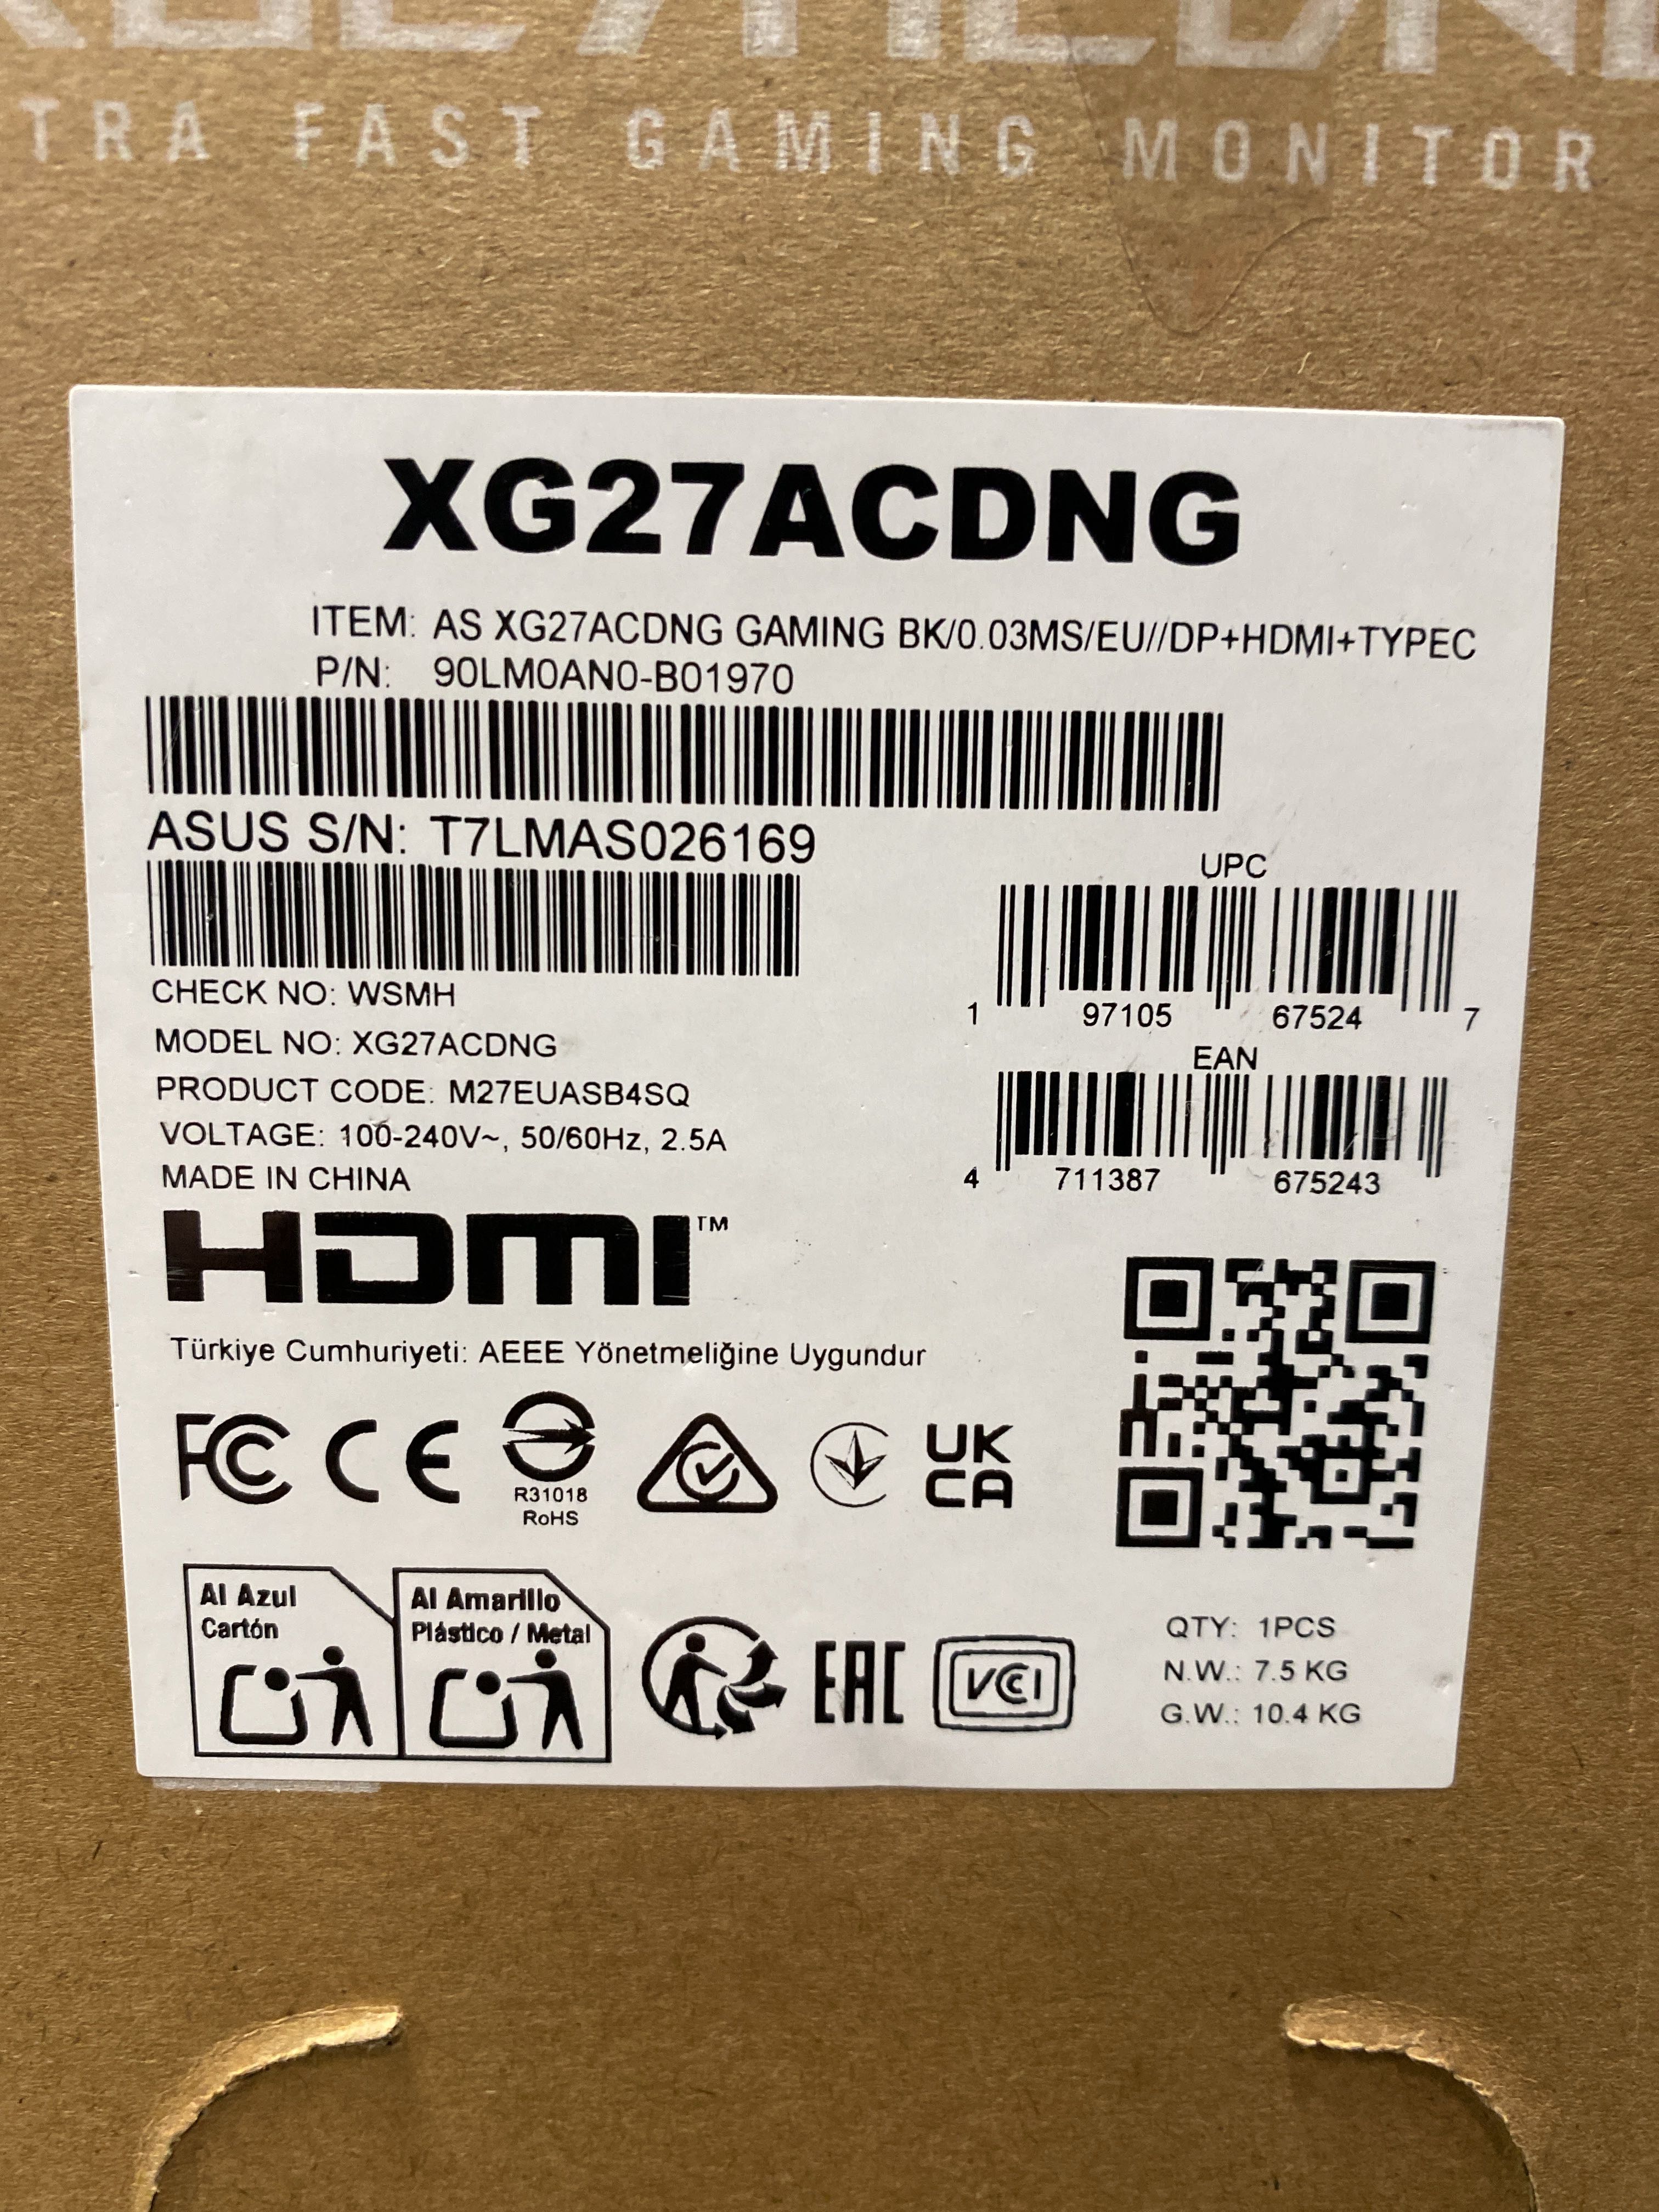 TRA FAST GAMING MONITOR
XG27ACDNG
ITEM: AS XG27ACDNG GAMING BK/0.03MS/EU//DP+HDMI+TYPEC
P/N: 90LM0AN0-B01970
ASUS S/N: T7LMAS026169
UPC
1 97105 67524 7
CHECK NO: WSMH
MODEL NO: XG27ACDNG
EAN
4 711387 675243
PRODUCT CODE: M27EUASB4SQ
VOLTAGE: 100-240V~, 50/60Hz, 2.5A
MADE IN CHINA
HDMI™
Türkiye Cumhuriyeti: AEEE Yönetmeliğine Uygundur
FC CE
R31018
RoHS
UK
CA
Al Azul
Cartón
Al Amarillo
Plástico / Metal
EAC
VCCI
QTY: 1PCS
N.W.: 7.5 KG
G.W.: 10.4 KG